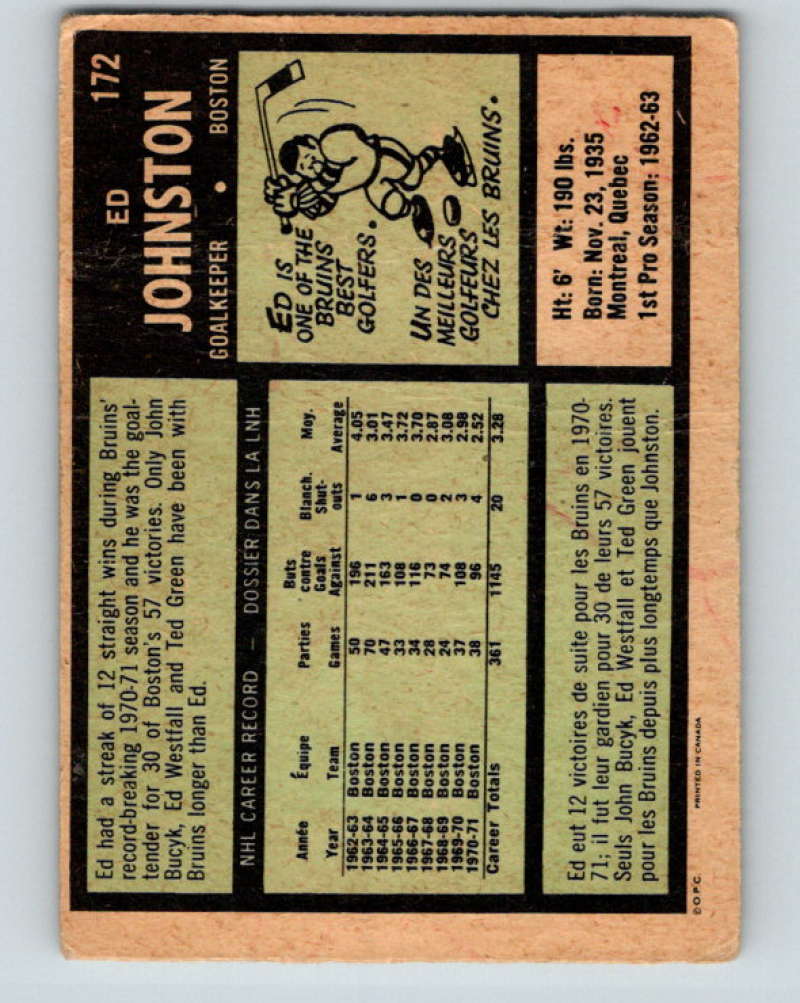 172
ED
JOHNSTON
GOALKEEPER • BOSTON
Ed had a streak of 12 straight wins during Bruins'
record-breaking 1970-71 season and he was the goal-
tender for 30 of Boston's 57 victories. Only John
Bucyk, Ed Westfall and Ted Green have been with
Bruins longer than Ed.
ED IS
ONE OF THE
BRUINS
BEST
GOLFERS.
UN DES
MEILLEURS
GOLFEURS
CHEZ LES BRUINS.
NHL CAREER RECORD — DOSSIER DANS LA LNH
Année Équipe Parties Buts contre Blanch. Moy.
Year Team Games Goals Against Shut-outs Average
1962-63 Boston 50 196 1 4.05
1963-64 Boston 70 211 6 3.01
1964-65 Boston 47 163 3 3.47
1965-66 Boston 33 108 1 3.72
1966-67 Boston 34 116 0 3.70
1967-68 Boston 28 73 0 2.87
1968-69 Boston 24 74 2 3.08
1969-70 Boston 37 108 3 2.98
1970-71 Boston 38 96 4 2.52
Career Totals 361 1145 20 3.28
Ht: 6' Wt: 190 lbs.
Born: Nov. 23, 1935
Montreal, Quebec
1st Pro Season: 1962-63
Ed eut 12 victoires de suite pour les Bruins en 1970-
71; il fut leur gardien pour 30 de leurs 57 victoires.
Seuls John Bucyk, Ed Westfall et Ted Green jouent
pour les Bruins depuis plus longtemps que Johnston.
© O.P.C. PRINTED IN CANADA